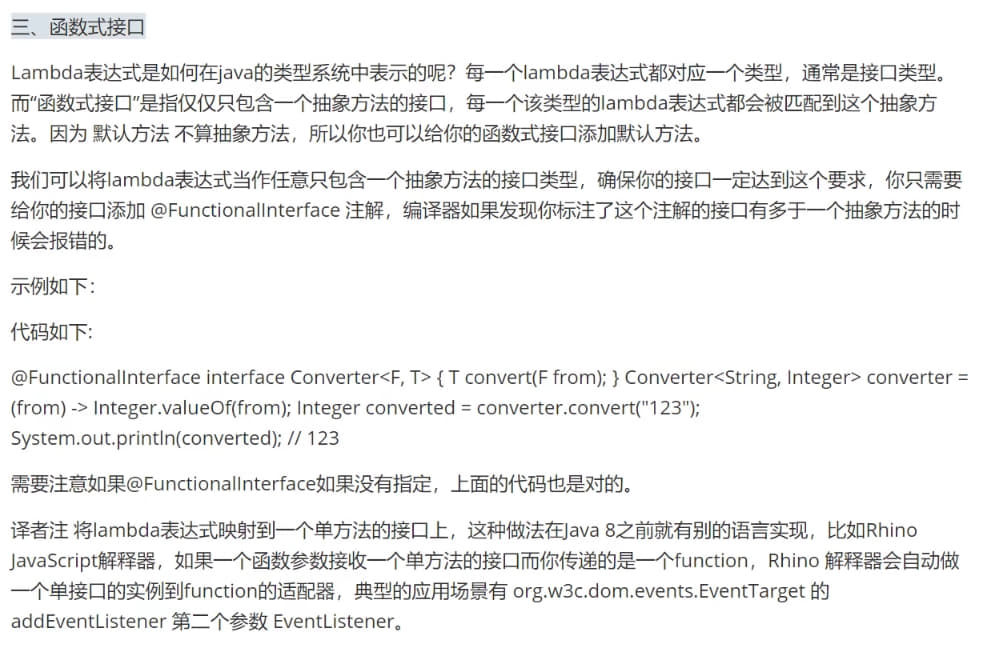 三、函数式接口
Lambda表达式是如何在java的类型系统中表示的呢？每一个lambda表达式都对应一个类型，通常是接口类型。
而“函数式接口”是指仅仅只包含一个抽象方法的接口，每一个该类型的lambda表达式都会被匹配到这个抽象方
法。因为 默认方法 不算抽象方法，所以你也可以给你的函数式接口添加默认方法。
我们可以将lambda表达式当作任意只包含一个抽象方法的接口类型，确保你的接口一定达到这个要求，你只需要
给你的接口添加 @FunctionalInterface 注解，编译器如果发现你标注了这个注解的接口有多于一个抽象方法的时
候会报错的。
示例如下：
代码如下:
@FunctionalInterface interface Converter<F, T> { T convert(F from); } Converter<String, Integer> converter =
(from) -> Integer.valueOf(from); Integer converted = converter.convert("123");
System.out.println(converted); // 123
需要注意如果@FunctionalInterface如果没有指定，上面的代码也是对的。
译者注 将lambda表达式映射到一个单方法的接口上，这种做法在Java 8之前就有别的语言实现，比如Rhino
JavaScript解释器，如果一个函数参数接收一个单方法的接口而你传递的是一个function，Rhino 解释器会自动做
一个单接口的实例到function的适配器，典型的应用场景有 org.w3c.dom.events.EventTarget 的
addEventListener 第二个参数 EventListener。